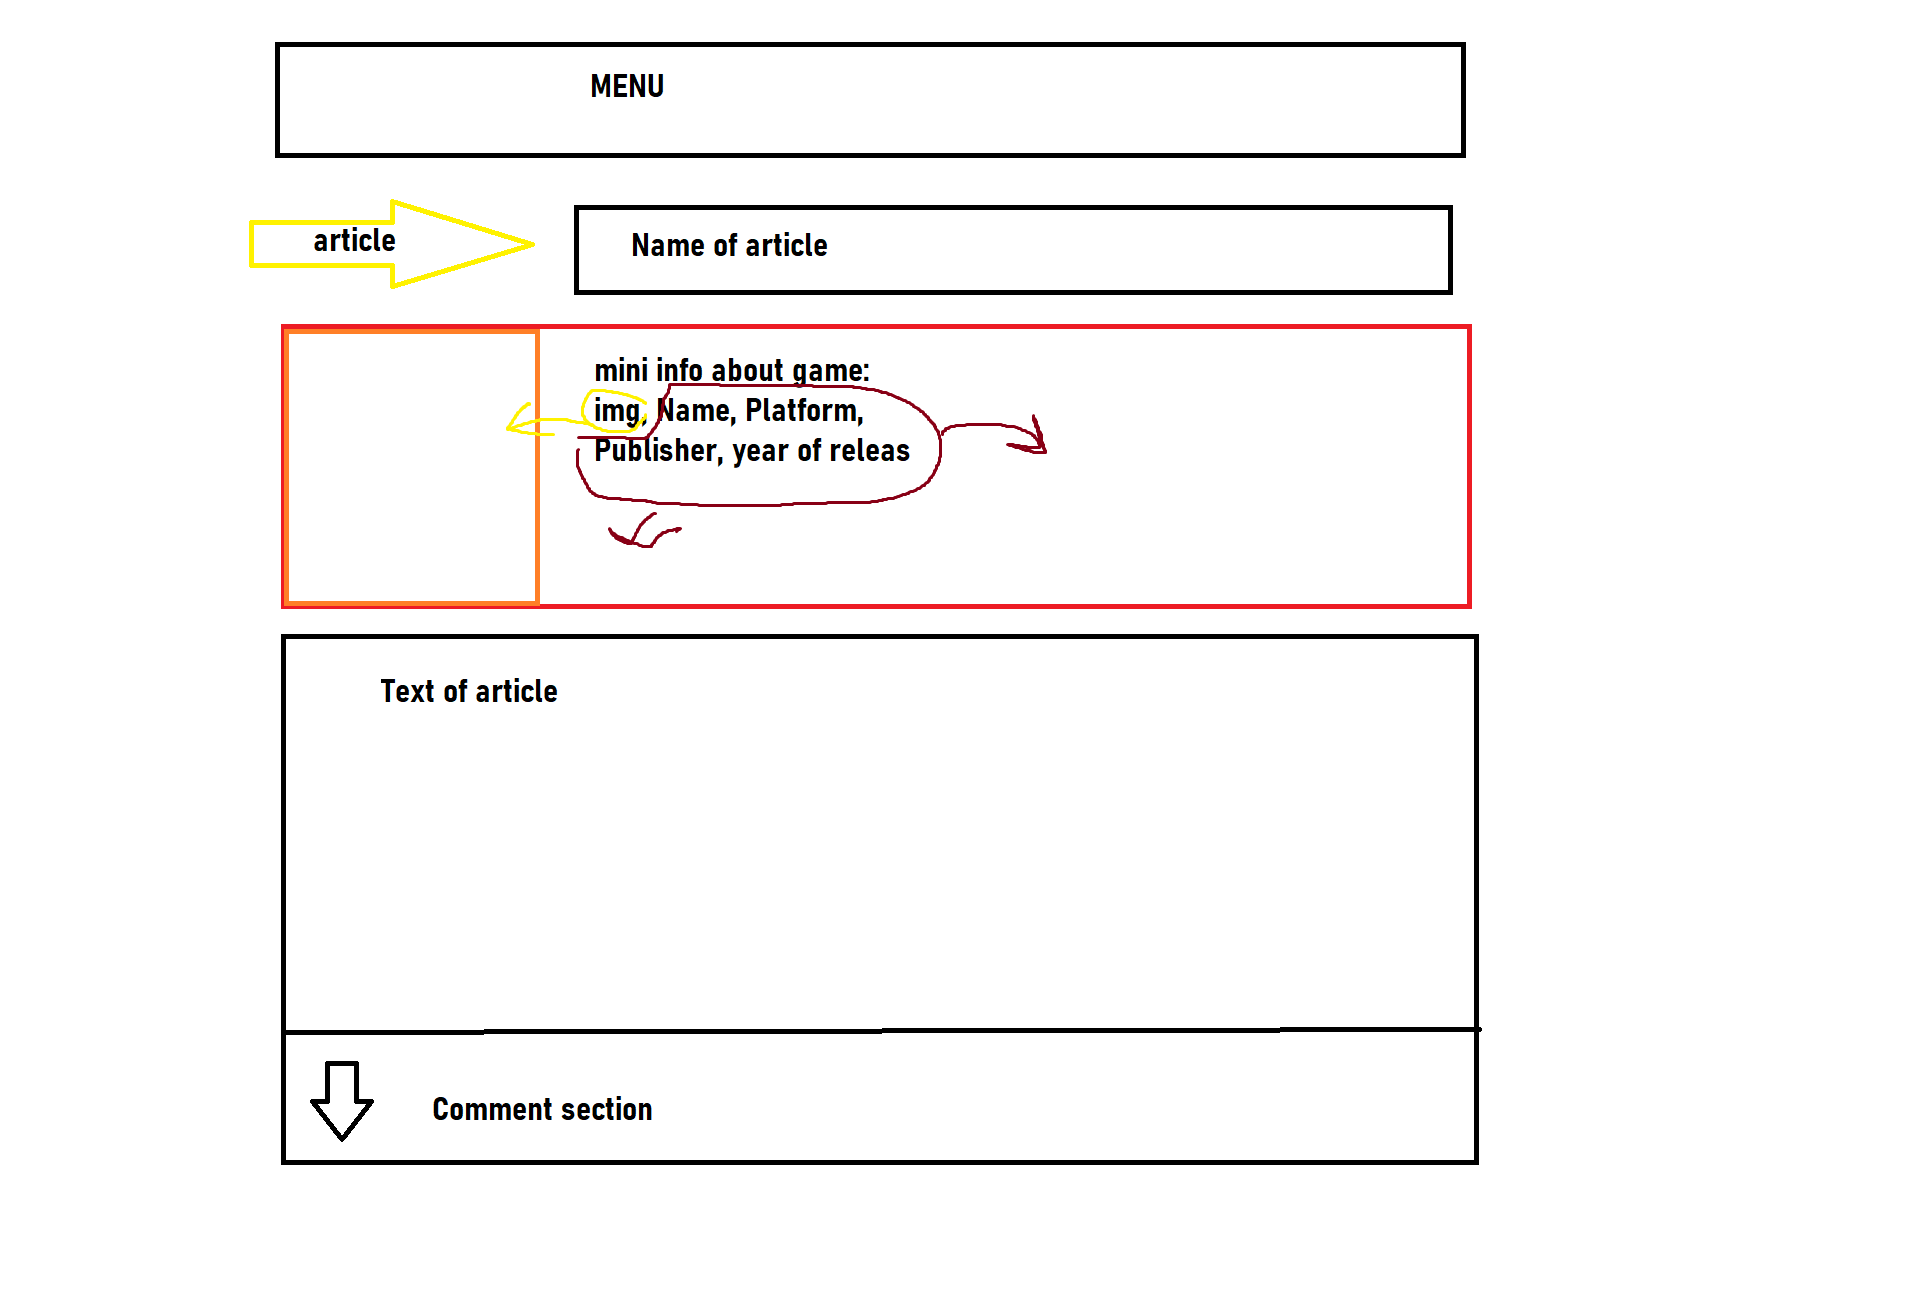 MENU
article
Name of article
mini info about game:
img, Name, Platform,
Publisher, year of releas
Text of article
Comment section